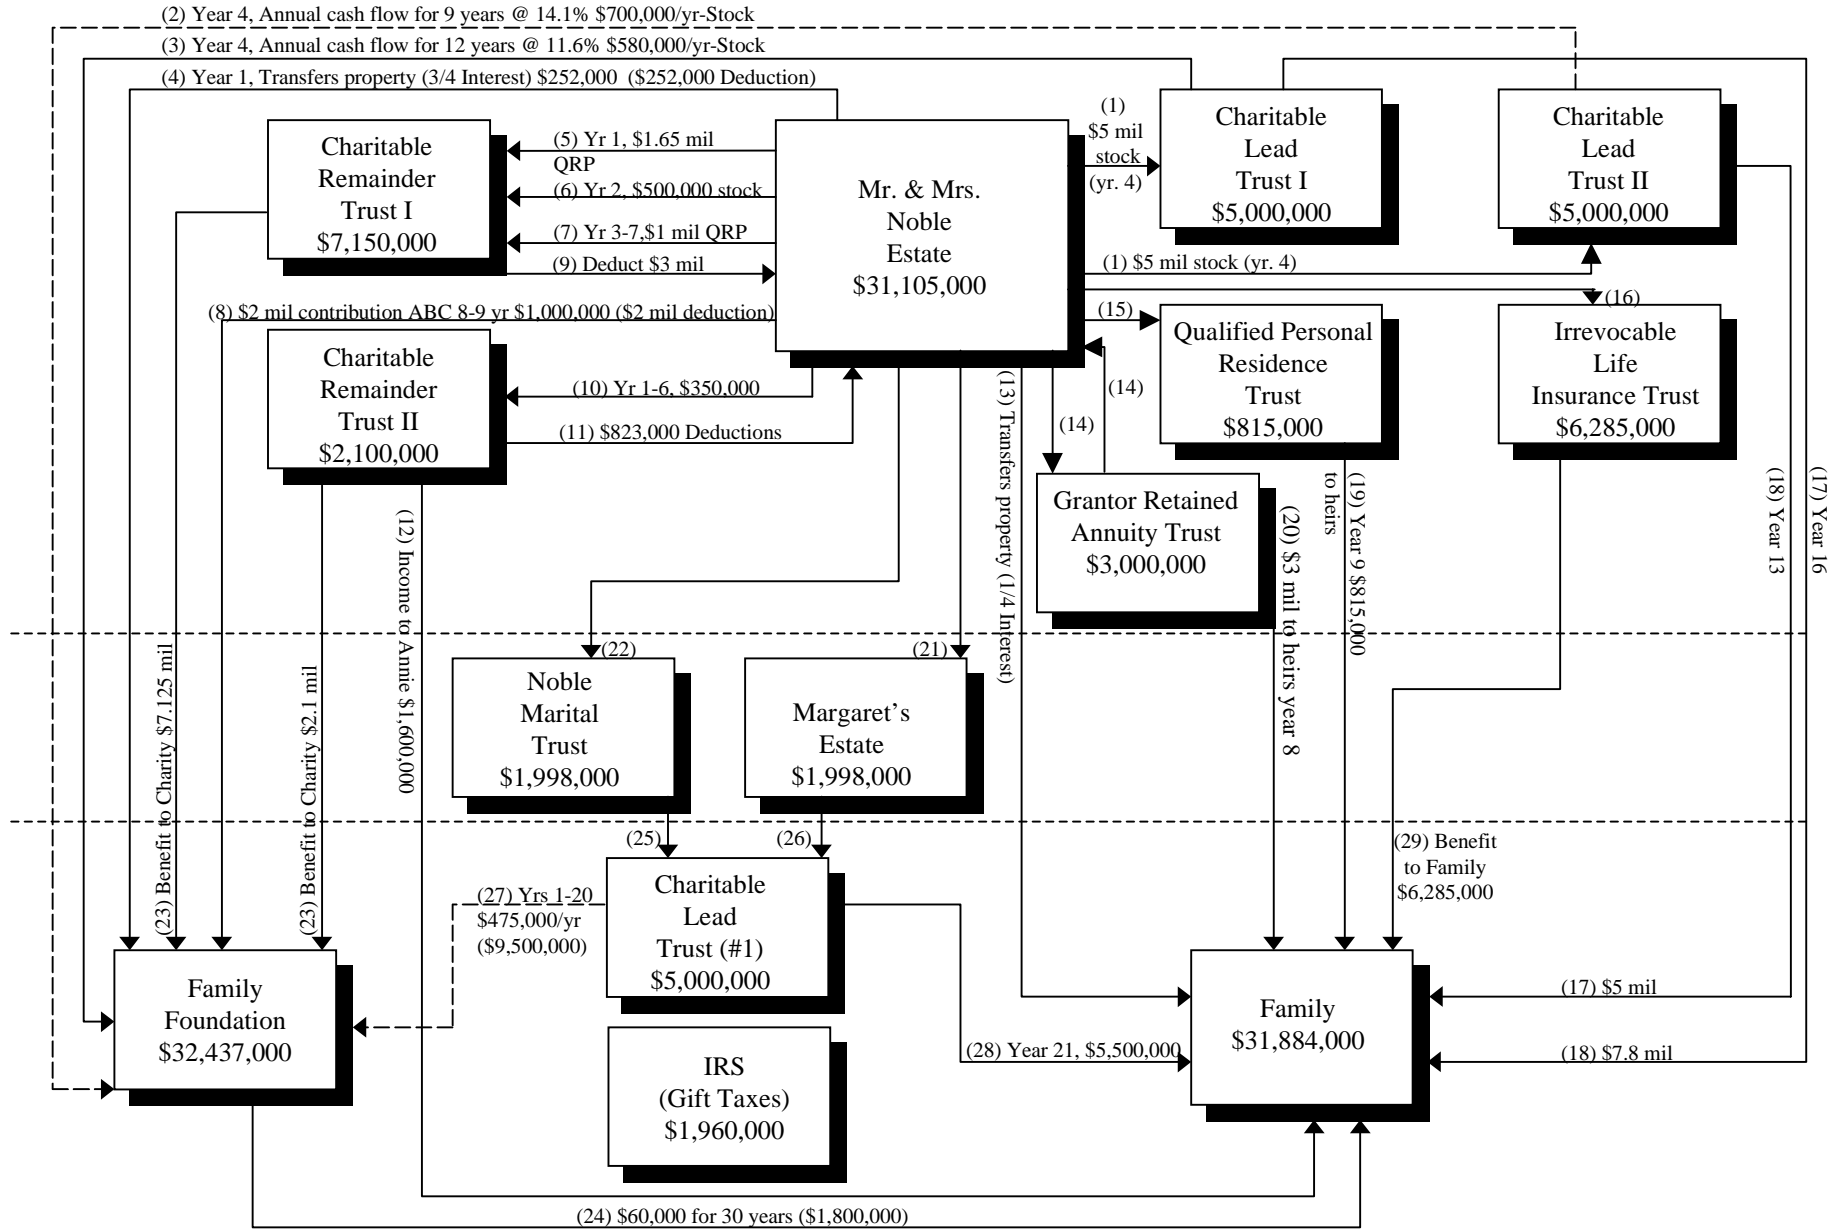 (2) Year 4, Annual cash flow for 9 years @ 14.1% $700,000/yr-Stock
(3) Year 4, Annual cash flow for 12 years @ 11.6% $580,000/yr-Stock
(4) Year 1, Transfers property (3/4 Interest) $252,000 ($252,000 Deduction)
Charitable
Remainder
Trust I
$7,150,000
(5) Yr 1, $1.65 mil
QRP
(6) Yr 2, $500,000 stock
(7) Yr 3-7,$1 mil QRP
(9) Deduct $3 mil
Mr. & Mrs.
Noble
Estate
$31,105,000
(1)
$5 mil
stock
(yr. 4)
Charitable
Lead
Trust I
$5,000,000
Charitable
Lead
Trust II
$5,000,000
(1) $5 mil stock (yr. 4)
(8) $2 mil contribution ABC 8-9 yr $1,000,000 ($2 mil deduction)
(15)
(16)
Charitable
Remainder
Trust II
$2,100,000
(10) Yr 1-6, $350,000
(11) $823,000 Deductions
Qualified Personal
Residence
Trust
$815,000
Irrevocable
Life
Insurance Trust
$6,285,000
(13) Transfers property (1/4 Interest)
(14)
(14)
Grantor Retained
Annuity Trust
$3,000,000
(12) Income to Annie $1,600,000
(20) $3 mil to heirs year 8
(19) Year 9 $815,000
to heirs
(18) Year 13
(17) Year 16
(22)
(21)
Noble
Marital
Trust
$1,998,000
Margaret’s
Estate
$1,998,000
(23) Benefit to Charity $7.125 mil
(23) Benefit to Charity $2.1 mil
(25)
(26)
(29) Benefit
to Family
$6,285,000
(27) Yrs 1-20
$475,000/yr
($9,500,000)
Charitable
Lead
Trust (#1)
$5,000,000
Family
Foundation
$32,437,000
Family
$31,884,000
(17) $5 mil
(28) Year 21, $5,500,000
(18) $7.8 mil
IRS
(Gift Taxes)
$1,960,000
(24) $60,000 for 30 years ($1,800,000)